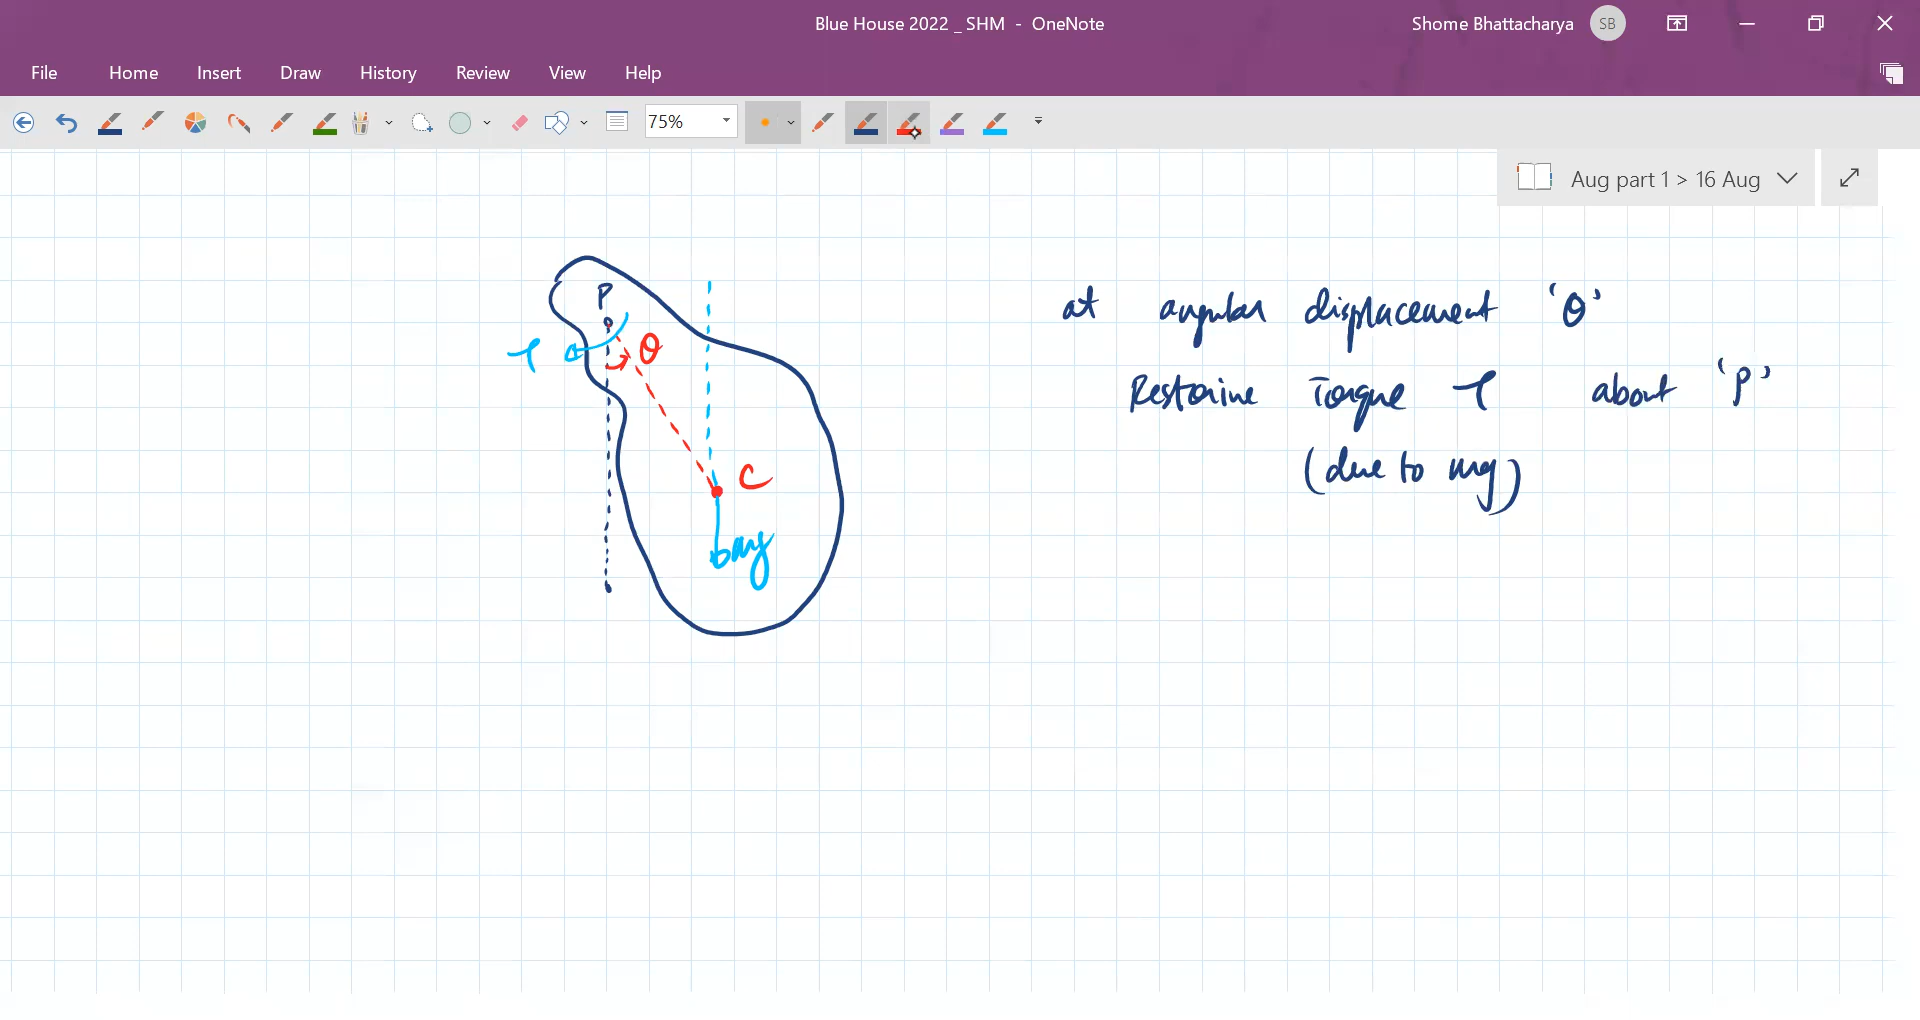 Blue House 2022 _ SHM - OneNote
Shome Bhattacharya SB
File Home Insert Draw History Review View Help
75%
Aug part 1 > 16 Aug
P
τ
θ
C
mg
at angular displacement 'θ'
Restorine Torque τ about 'P'
(due to mg)